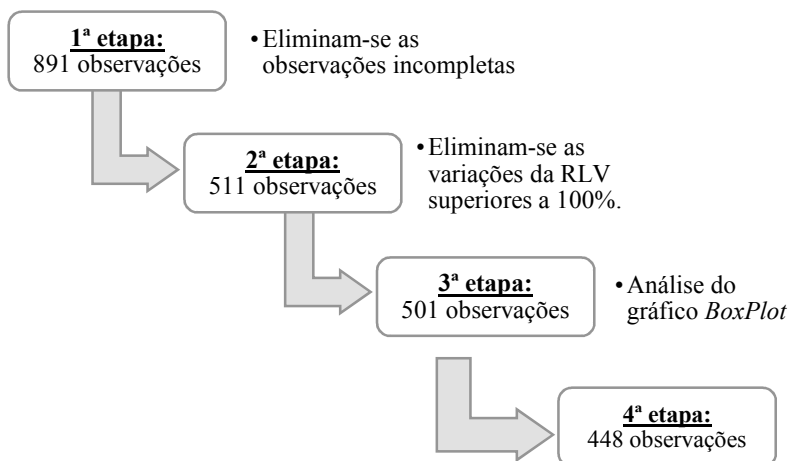 1ª etapa:
891 observações
•Eliminam-se as
observações incompletas
2ª etapa:
511 observações
•Eliminam-se as
variações da RLV
superiores a 100%.
3ª etapa:
501 observações
•Análise do
gráfico BoxPlot
4ª etapa:
448 observações